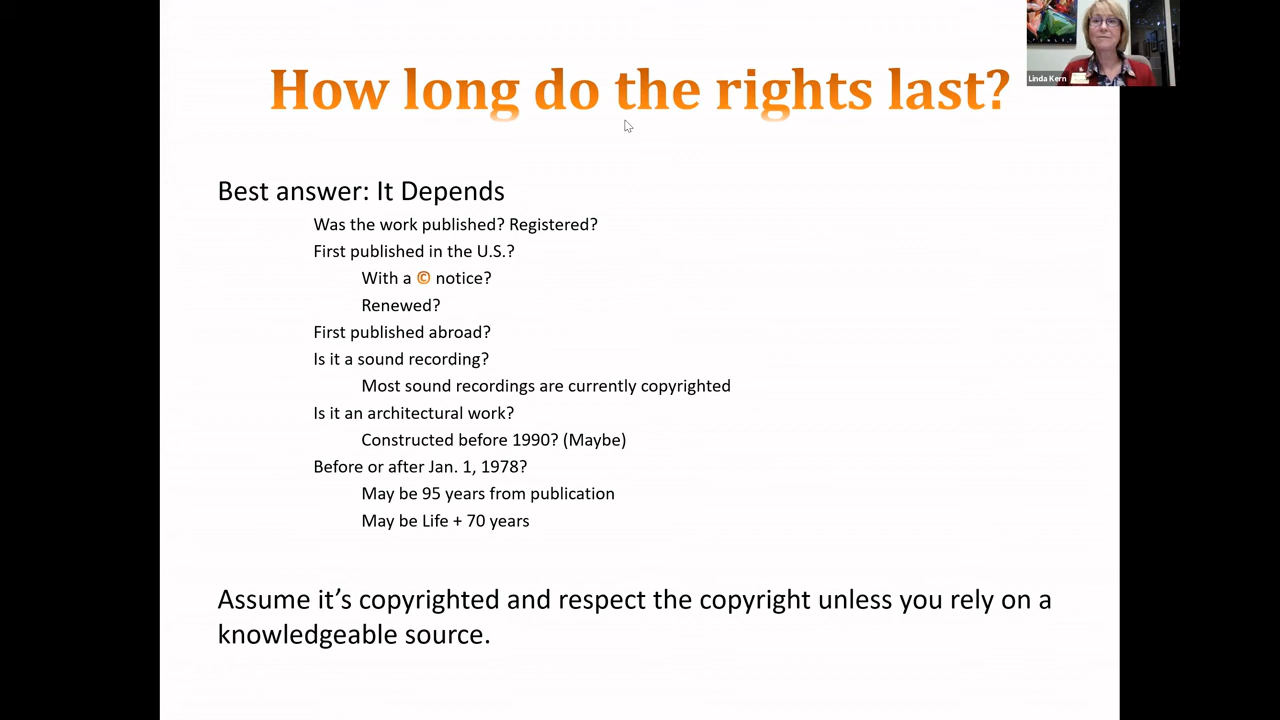 How long do the rights last?
Linda Kern
Best answer: It Depends
Was the work published? Registered?
First published in the U.S.?
With a © notice?
Renewed?
First published abroad?
Is it a sound recording?
Most sound recordings are currently copyrighted
Is it an architectural work?
Constructed before 1990? (Maybe)
Before or after Jan. 1, 1978?
May be 95 years from publication
May be Life + 70 years
Assume it’s copyrighted and respect the copyright unless you rely on a
knowledgeable source.